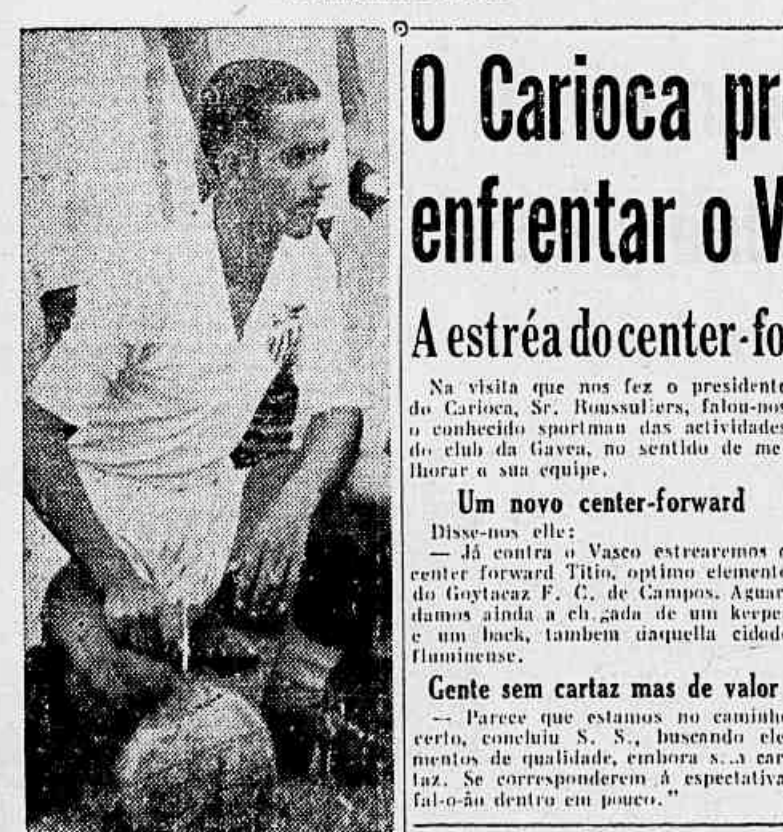 O Carioca pr
enfrentar o V
A estréa do center-fo
Na visita que nos fez o presidente
do Carioca, Sr. Roussul:ers, falou-nos
o conhecido sportman das actividades
do club da Gavea, no sentido de me
lhorar a sua equipe.
Um novo center-forward
Disse-nos elle:
— Já contra o Vasco estrearemos o
center forward Titio, optimo elemento
do Goytacaz F. C. de Campos. Aguar
damos ainda a ch.gada de um keepe
e um back, tambem daquella cidade
fluminense.
Gente sem cartaz mas de valor
— Parece que estamos no caminho
certo, concluiu S. S., buscando ele
mentos de qualidade, embora s..n car
taz. Se corresponderem á espectativa
fal-o-ão dentro em pouco."